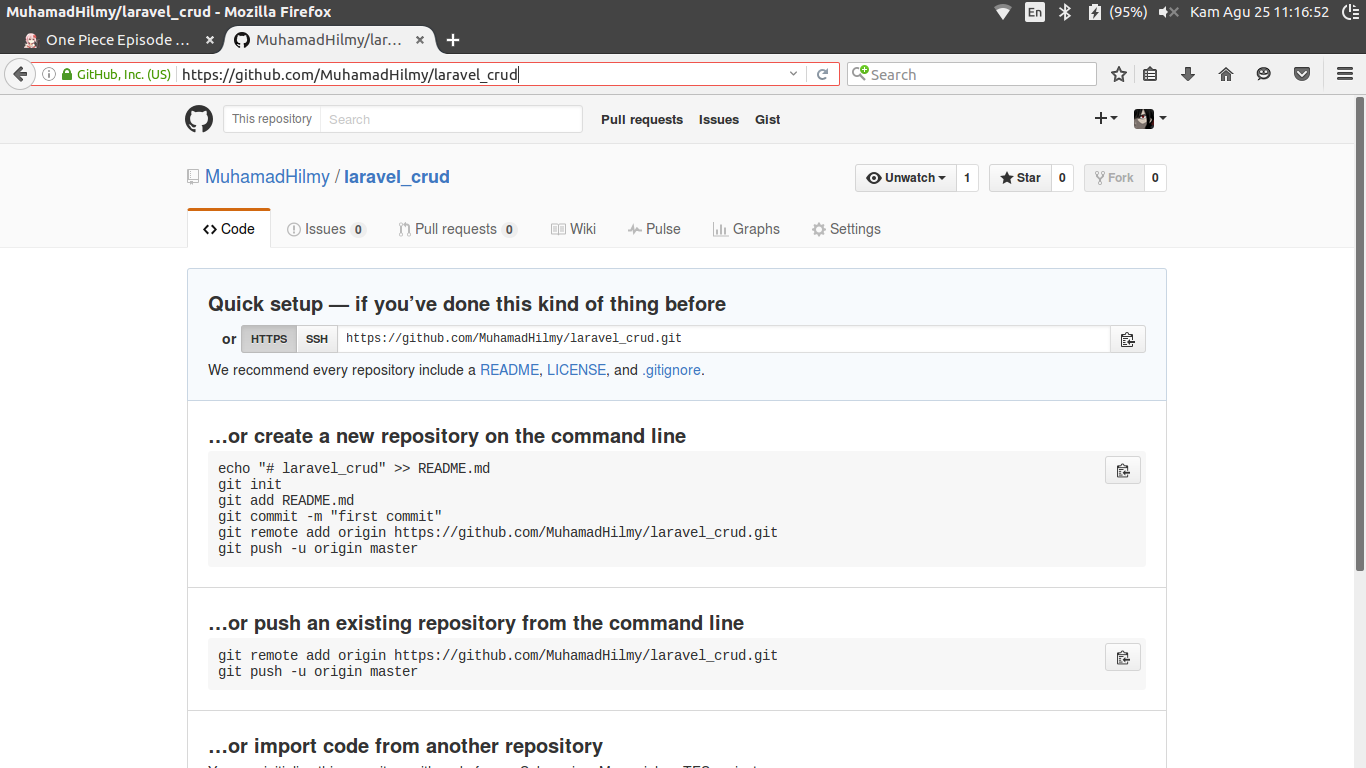 MuhamadHilmy/laravel_crud - Mozilla Firefox
En (95%) Kam Agu 25 11:16:52
One Piece Episode ... × MuhamadHilmy/lar... × +
GitHub, Inc. (US) https://github.com/MuhamadHilmy/laravel_crud Search
This repository Search Pull requests Issues Gist
MuhamadHilmy / laravel_crud Unwatch 1 Star 0 Fork 0
Code Issues 0 Pull requests 0 Wiki Pulse Graphs Settings
Quick setup — if you’ve done this kind of thing before
or HTTPS SSH https://github.com/MuhamadHilmy/laravel_crud.git
We recommend every repository include a README, LICENSE, and .gitignore.
…or create a new repository on the command line
echo "# laravel_crud" >> README.md
git init
git add README.md
git commit -m "first commit"
git remote add origin https://github.com/MuhamadHilmy/laravel_crud.git
git push -u origin master
…or push an existing repository from the command line
git remote add origin https://github.com/MuhamadHilmy/laravel_crud.git
git push -u origin master
…or import code from another repository